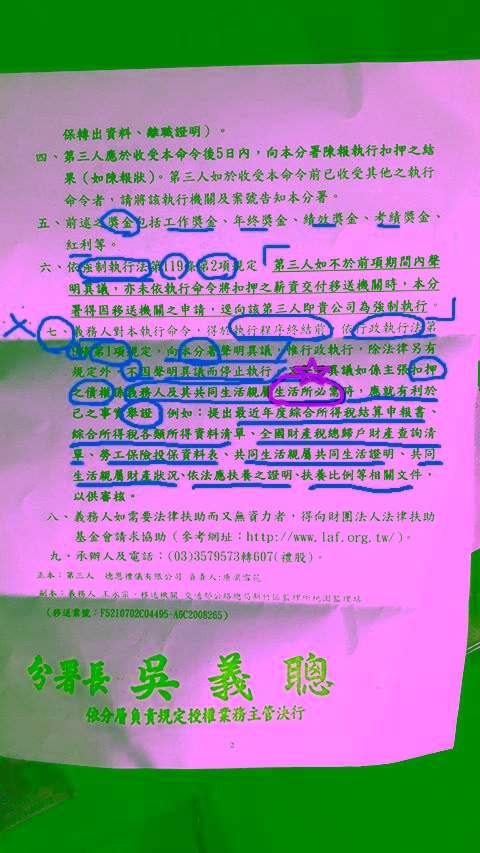 保轉出資料、離職證明)。
四、第三人應於收受本命令後5日內,向本分署陳報執行扣押之結
果(如陳報狀)。第三人如於收受本命令前已收受其他之執行
命令者,請將該執行機關及案號告知本分署。
五、前述之獎金包括工作獎金、年終獎金、績效獎金、考績獎金、
紅利等。
六、依強制執行法第119條第2項規定「第三人如不於前項期間內聲
明異議,亦未依執行命令將扣押之薪資交付移送機關時,本分
署得因移送機關之申請,逕向該第三人即貴公司為強制執行。
七、義務人對本執行命令,得於執行程序終結前,依行政執行法第
9條第1項規定,向本分署聲明異議,惟行政執行,除法律另有
規定外,不因聲明異議而停止執行。異議如係主張扣押
之債權係義務人及其共同生活親屬生活所必需時,應就有利於
己之事實舉證,例如:提出最近年度綜合所得稅結算申報書、
綜合所得稅各類所得資料清單、全國財產稅總歸戶財產查詢清
單、勞工保險投保資料表、共同生活親屬共同生活證明、共同
生活親屬財產狀況、依法應扶養之證明、扶養比例等相關文件,
以供審核。
八、義務人如需要法律扶助而又無資力者,得向財團法人法律扶助
基金會請求協助(參考網址:http://www.laf.org.tw/)。
九、承辦人及電話:(03)3579573轉607(禮股)。
正本:第三人 德恩禮儀有限公司 負責人:雪花
副本:義務人 王永宗、移送機關 交通部公路總局新竹區監理所桃園監理站
(移送案號:F5210702C04495-A6C2008265)
分署長 吳義聰
依分層負責規定授權業務主管決行
2